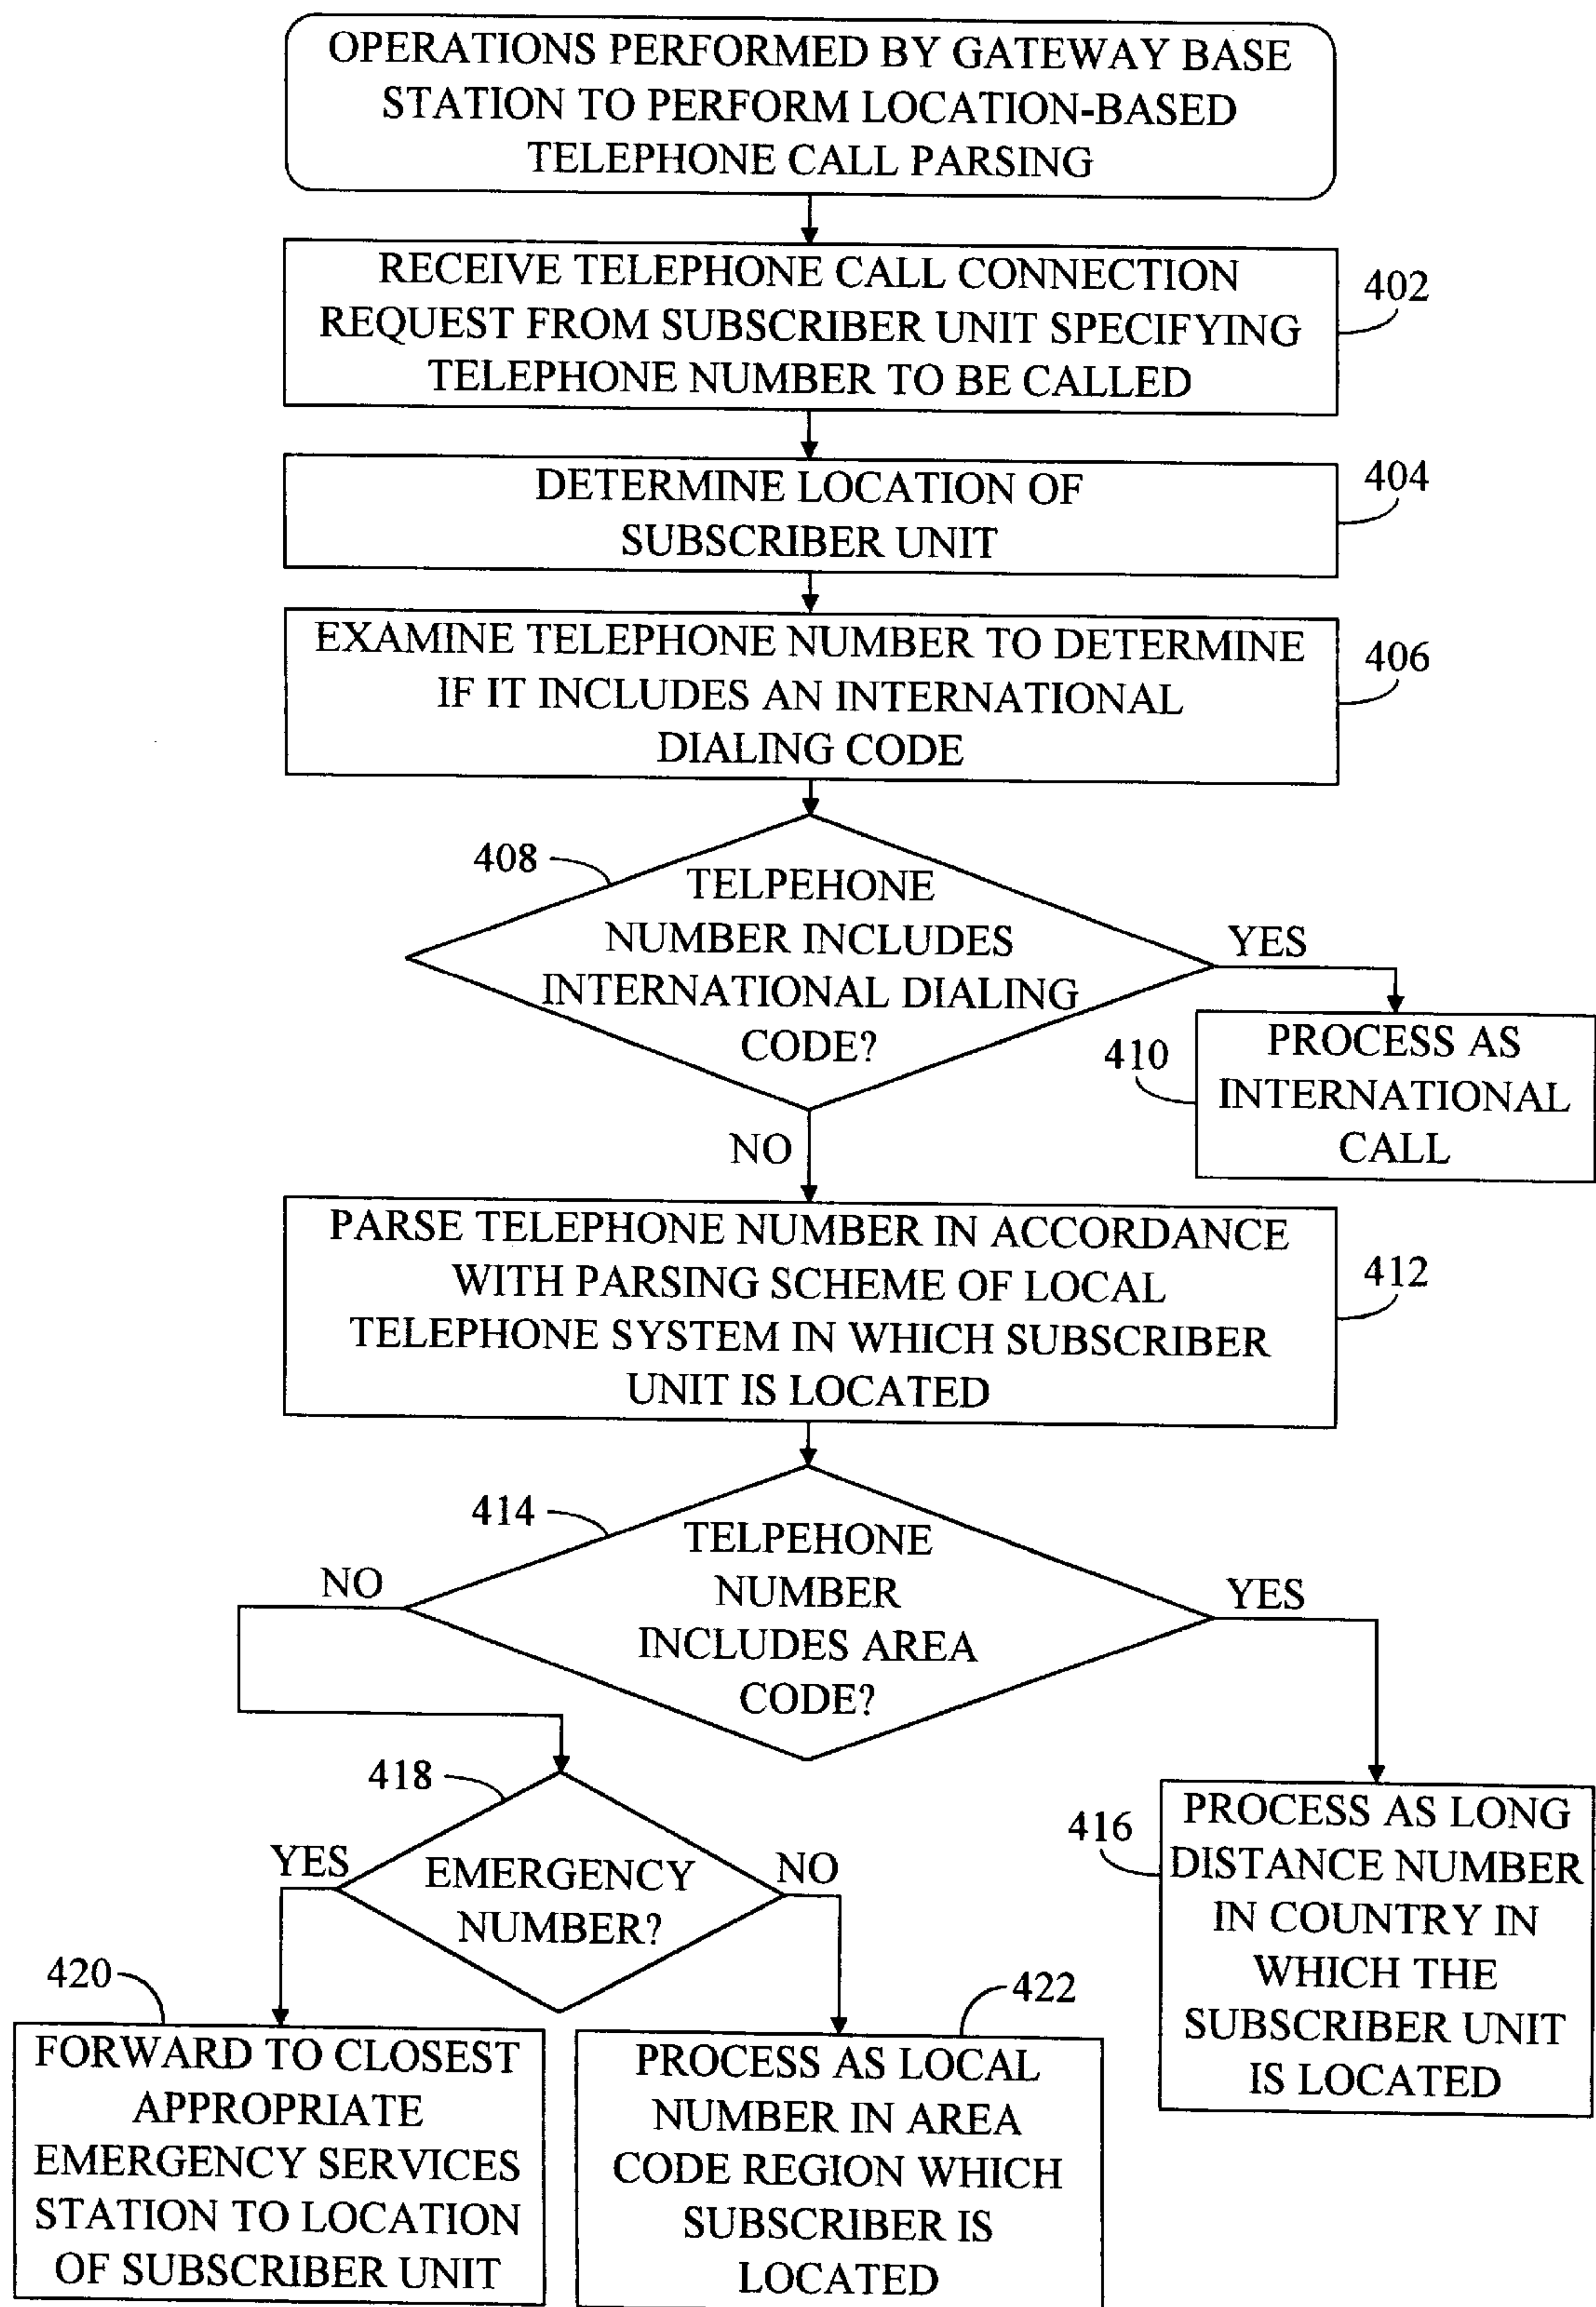 OPERATIONS PERFORMED BY GATEWAY BASE
STATION TO PERFORM LOCATION-BASED
TELEPHONE CALL PARSING
RECEIVE TELEPHONE CALL CONNECTION
REQUEST FROM SUBSCRIBER UNIT SPECIFYING
TELEPHONE NUMBER TO BE CALLED
402
DETERMINE LOCATION OF
SUBSCRIBER UNIT
404
EXAMINE TELEPHONE NUMBER TO DETERMINE
IF IT INCLUDES AN INTERNATIONAL
DIALING CODE
406
408
TELPEHONE
NUMBER INCLUDES
INTERNATIONAL DIALING
CODE?
YES
410
PROCESS AS
INTERNATIONAL
CALL
NO
PARSE TELEPHONE NUMBER IN ACCORDANCE
WITH PARSING SCHEME OF LOCAL
TELEPHONE SYSTEM IN WHICH SUBSCRIBER
UNIT IS LOCATED
412
414
TELPEHONE
NUMBER
INCLUDES AREA
CODE?
NO
YES
416
PROCESS AS LONG
DISTANCE NUMBER
IN COUNTRY IN
WHICH THE
SUBSCRIBER UNIT
IS LOCATED
418
EMERGENCY
NUMBER?
YES
NO
420
FORWARD TO CLOSEST
APPROPRIATE
EMERGENCY SERVICES
STATION TO LOCATION
OF SUBSCRIBER UNIT
422
PROCESS AS LOCAL
NUMBER IN AREA
CODE REGION WHICH
SUBSCRIBER IS
LOCATED